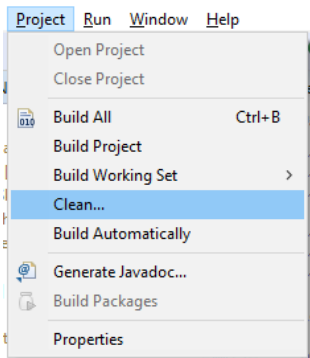 Project Run Window Help
Open Project
Close Project
010 Build All Ctrl+B
Build Project
Build Working Set >
Clean...
Build Automatically
@ Generate Javadoc...
Build Packages
Properties